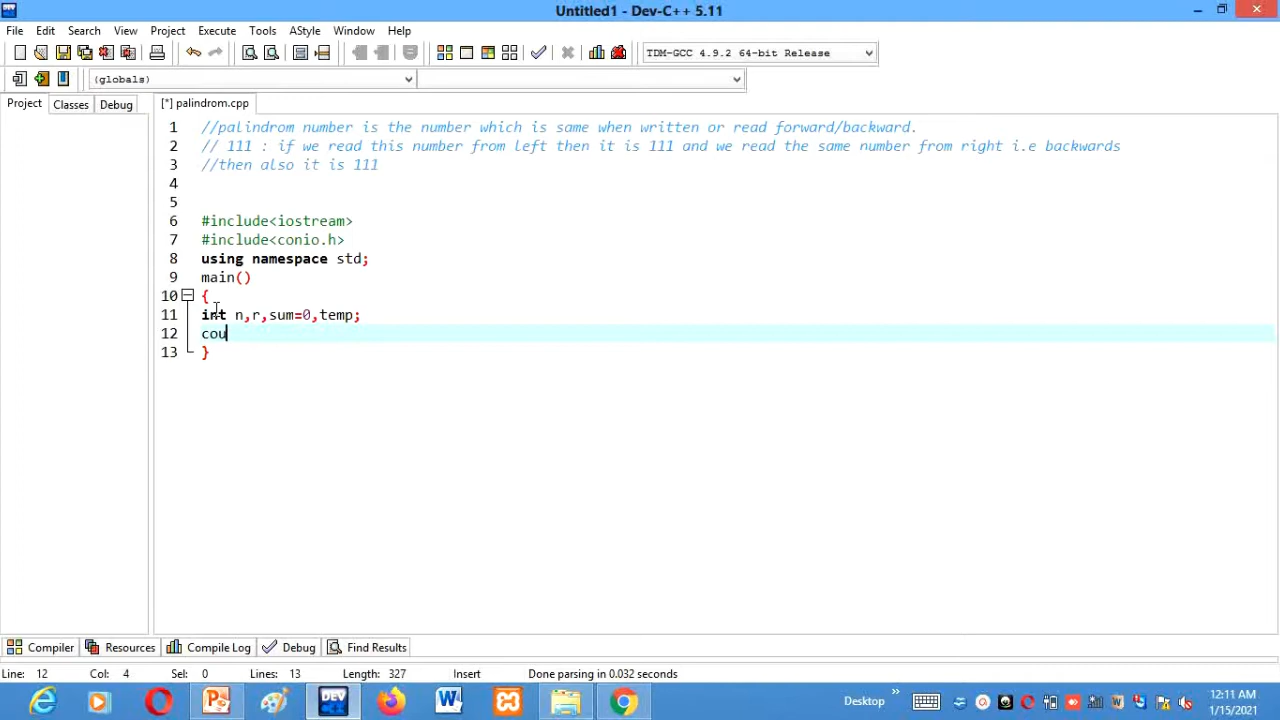 Untitled1 - Dev-C++ 5.11
File Edit Search View Project Execute Tools AStyle Window Help
TDM-GCC 4.9.2 64-bit Release
(globals)
Project Classes Debug [*] palindrom.cpp
1 //palindrom number is the number which is same when written or read forward/backward.
2 // 111 : if we read this number from left then it is 111 and we read the same number from right i.e backwards
3 //then also it is 111
4
5
6 #include<iostream>
7 #include<conio.h>
8 using namespace std;
9 main()
10 {
11 int n,r,sum=0,temp;
12 cou
13 }
Compiler Resources Compile Log Debug Find Results
Line: 12 Col: 4 Sel: 0 Lines: 13 Length: 327 Insert Done parsing in 0.032 seconds
Desktop
12:11 AM
1/15/2021